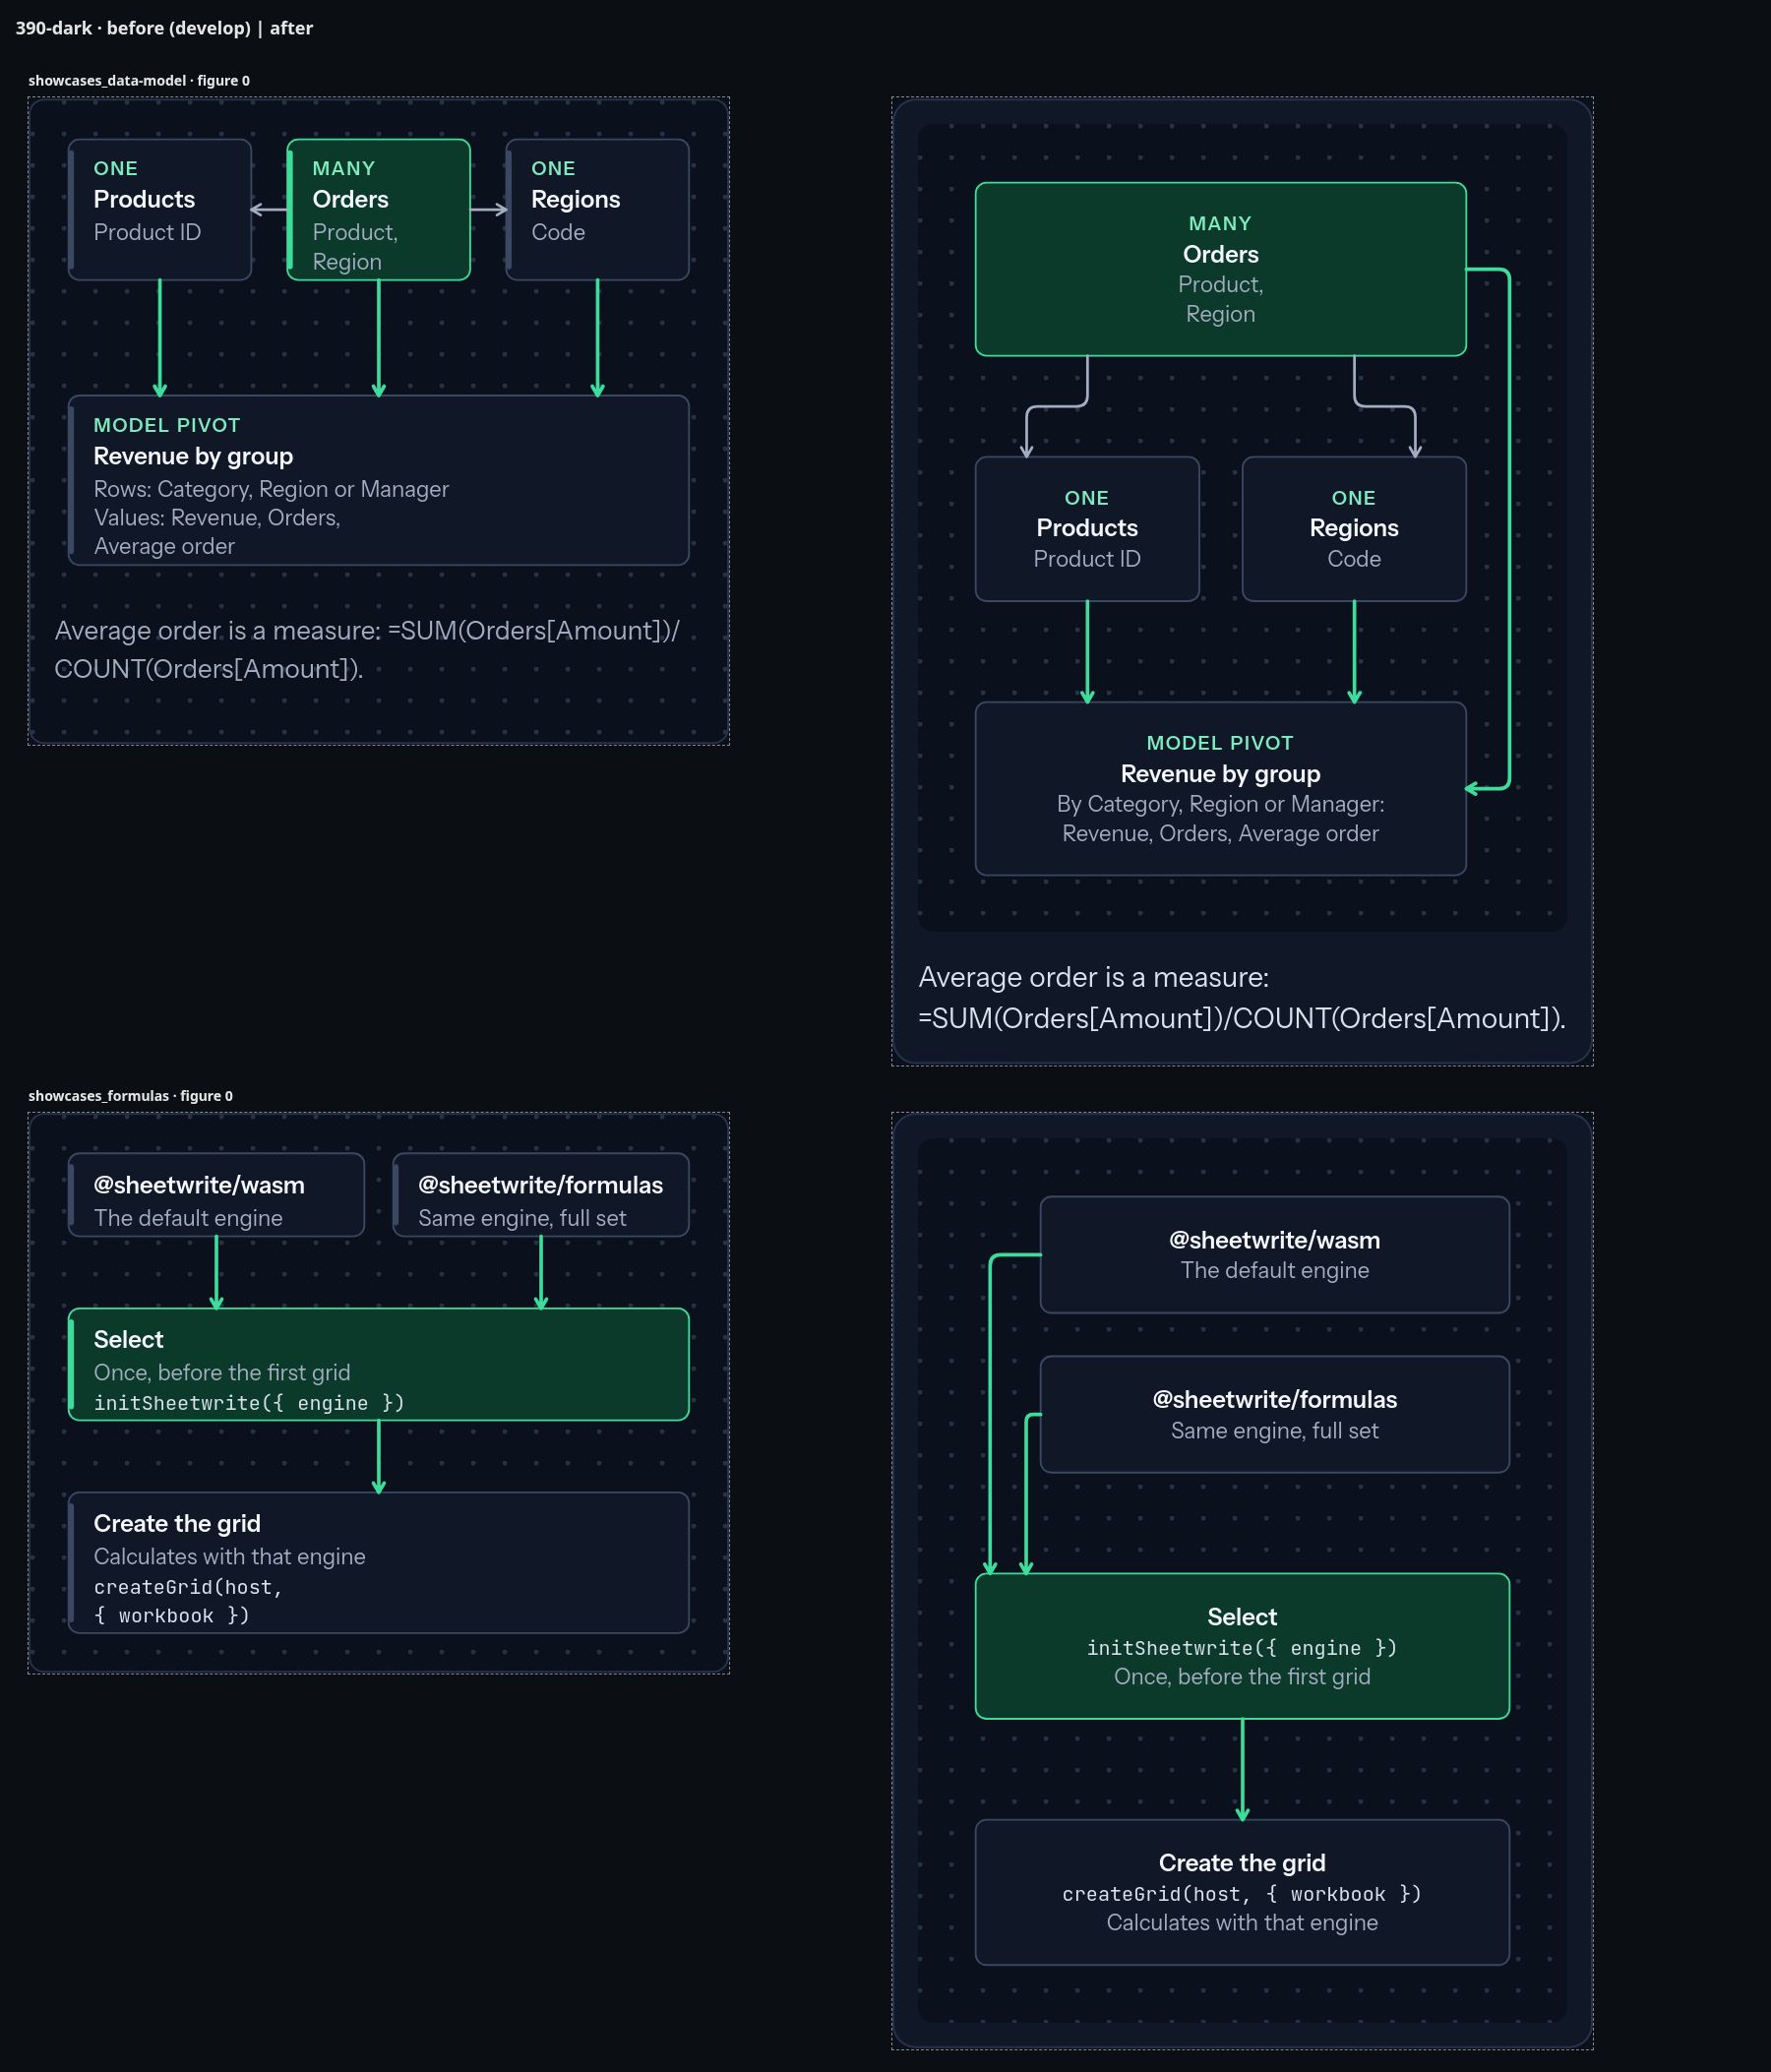 390-dark · before (develop) | after
showcases_data-model · figure 0
ONE
Products
Product ID
MANY
Orders
Product,
Region
ONE
Regions
Code
MODEL PIVOT
Revenue by group
Rows: Category, Region or Manager
Values: Revenue, Orders,
Average order
Average order is a measure: =SUM(Orders[Amount])/
COUNT(Orders[Amount]).
MANY
Orders
Product,
Region
ONE
Products
Product ID
ONE
Regions
Code
MODEL PIVOT
Revenue by group
By Category, Region or Manager:
Revenue, Orders, Average order
Average order is a measure:
=SUM(Orders[Amount])/COUNT(Orders[Amount]).
showcases_formulas · figure 0
@sheetwrite/wasm
The default engine
@sheetwrite/formulas
Same engine, full set
Select
Once, before the first grid
initSheetwrite({ engine })
Create the grid
Calculates with that engine
createGrid(host,
{ workbook })
@sheetwrite/wasm
The default engine
@sheetwrite/formulas
Same engine, full set
Select
initSheetwrite({ engine })
Once, before the first grid
Create the grid
createGrid(host, { workbook })
Calculates with that engine